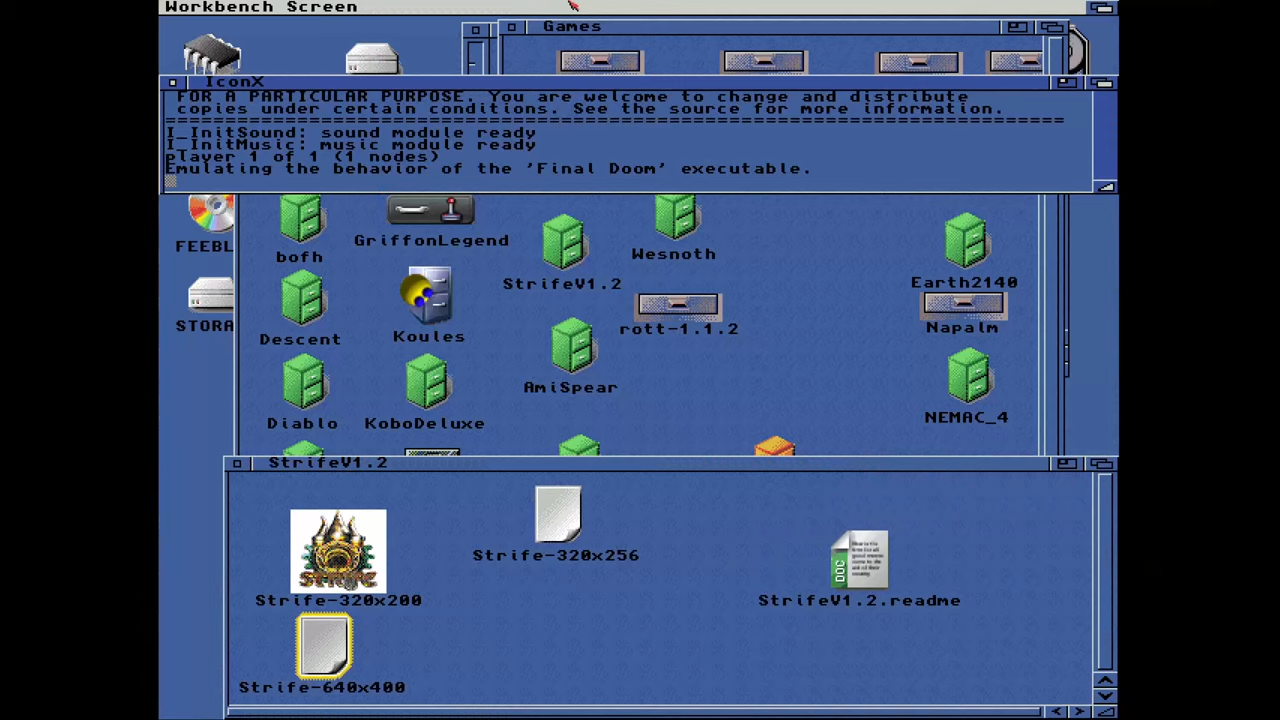 Workbench Screen
Games
IconX
FOR A PARTICULAR PURPOSE. You are welcome to change and distribute
copies under certain conditions. See the source for more information.
===============================================================================
I_InitSound: sound module ready
I_InitMusic: music module ready
player 1 of 1 (1 nodes)
Emulating the behavior of the 'Final Doom' executable.
FEEBL
bofh
GriffonLegend
StrifeV1.2
Wesnoth
Earth2140
STORA
Descent
Koules
rott-1.1.2
Napalm
AmiSpear
Diablo
KoboDeluxe
NEMAC_4
StrifeV1.2
STRIFE
Strife-320x256
DOC
Strife-320x200
StrifeV1.2.readme
Strife-640x400